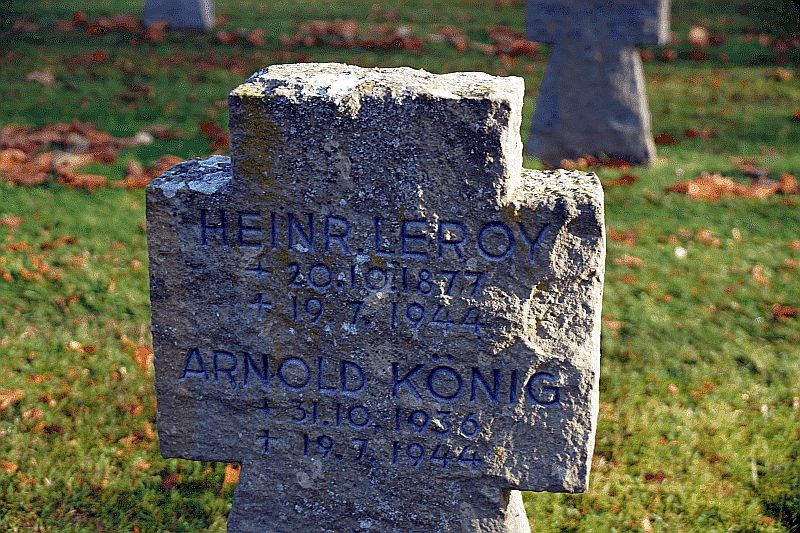 HEINR. LEROY
+ 20.10.1877
+ 19.7.1944
ARNOLD KÖNIG
+ 31.10.1936
+ 19.7.1944